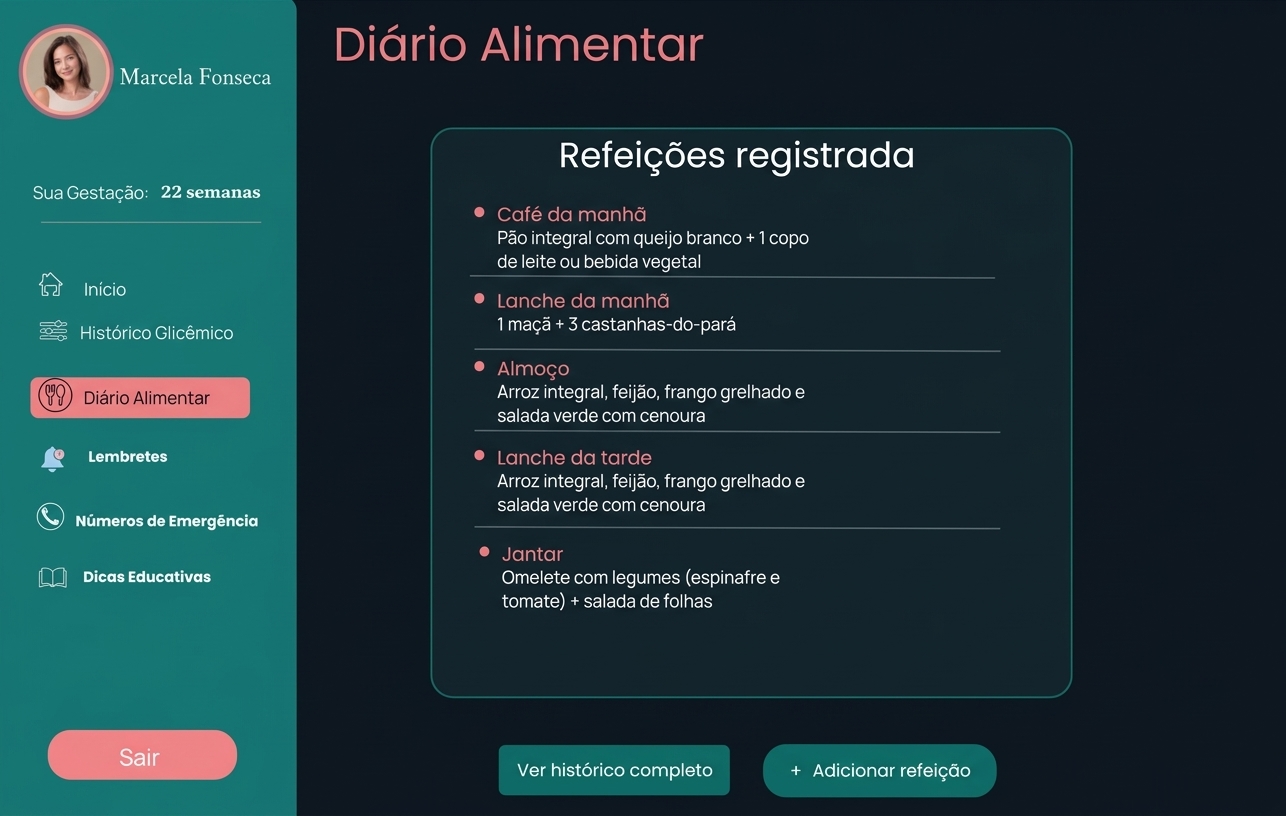 Marcela Fonseca
Sua Gestação: 22 semanas
Início
Histórico Glicêmico
Diário Alimentar
Lembretes
Números de Emergência
Dicas Educativas
Sair
Diário Alimentar
Refeições registrada
Café da manhã
Pão integral com queijo branco + 1 copo
de leite ou bebida vegetal
Lanche da manhã
1 maçã + 3 castanhas-do-pará
Almoço
Arroz integral, feijão, frango grelhado e
salada verde com cenoura
Lanche da tarde
Arroz integral, feijão, frango grelhado e
salada verde com cenoura
Jantar
Omelete com legumes (espinafre e
tomate) + salada de folhas
Ver histórico completo
+ Adicionar refeição